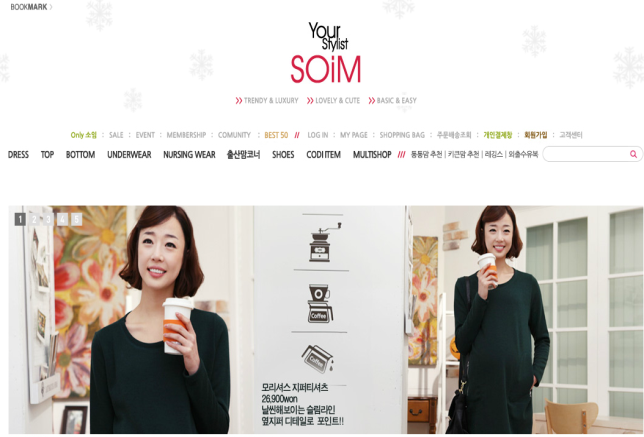 BOOKMARK
Your
Stylist
SOiM
TRENDY & LUXURY LOVELY & CUTE BASIC & EASY
Only 소임 : SALE : EVENT : MEMBERSHIP : COMUNITY : BEST 50 // LOG IN : MY PAGE : SHOPPING BAG : 주문배송조회 : 개인결제창 : 회원가입 : 고객센터
DRESS TOP BOTTOM UNDERWEAR NURSING WEAR 출산맘코너 SHOES CODI ITEM MULTISHOP /// 통통맘 추천 | 키큰맘 추천 | 레깅스 | 외출수유복
1 2 3 4 5
Coffee
Coffee
모리셔스 지퍼티셔츠
26,900won
날씬해보이는 슬림라인
옆지퍼 디테일로 포인트!!